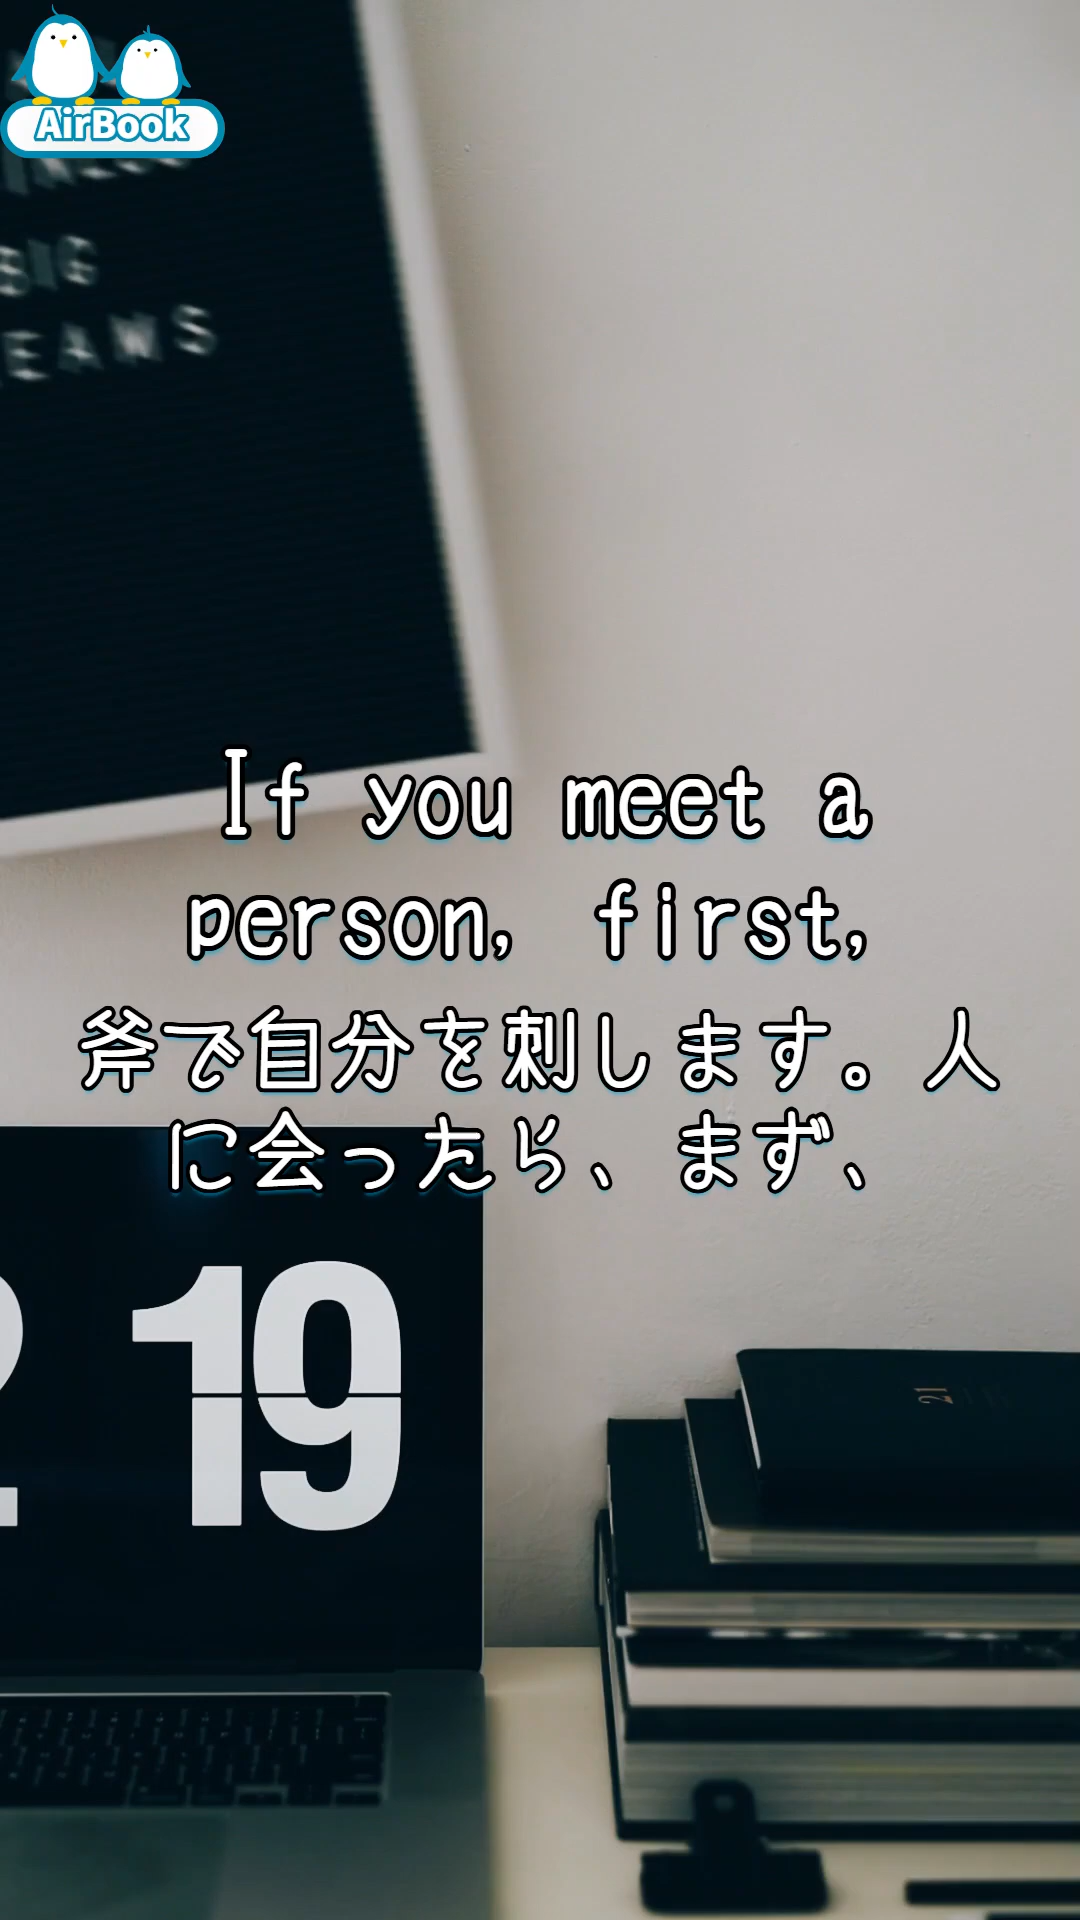 AirBook
If you meet a
person, first,
斧で自分を刺します。人
に会ったら、まず、
19
21